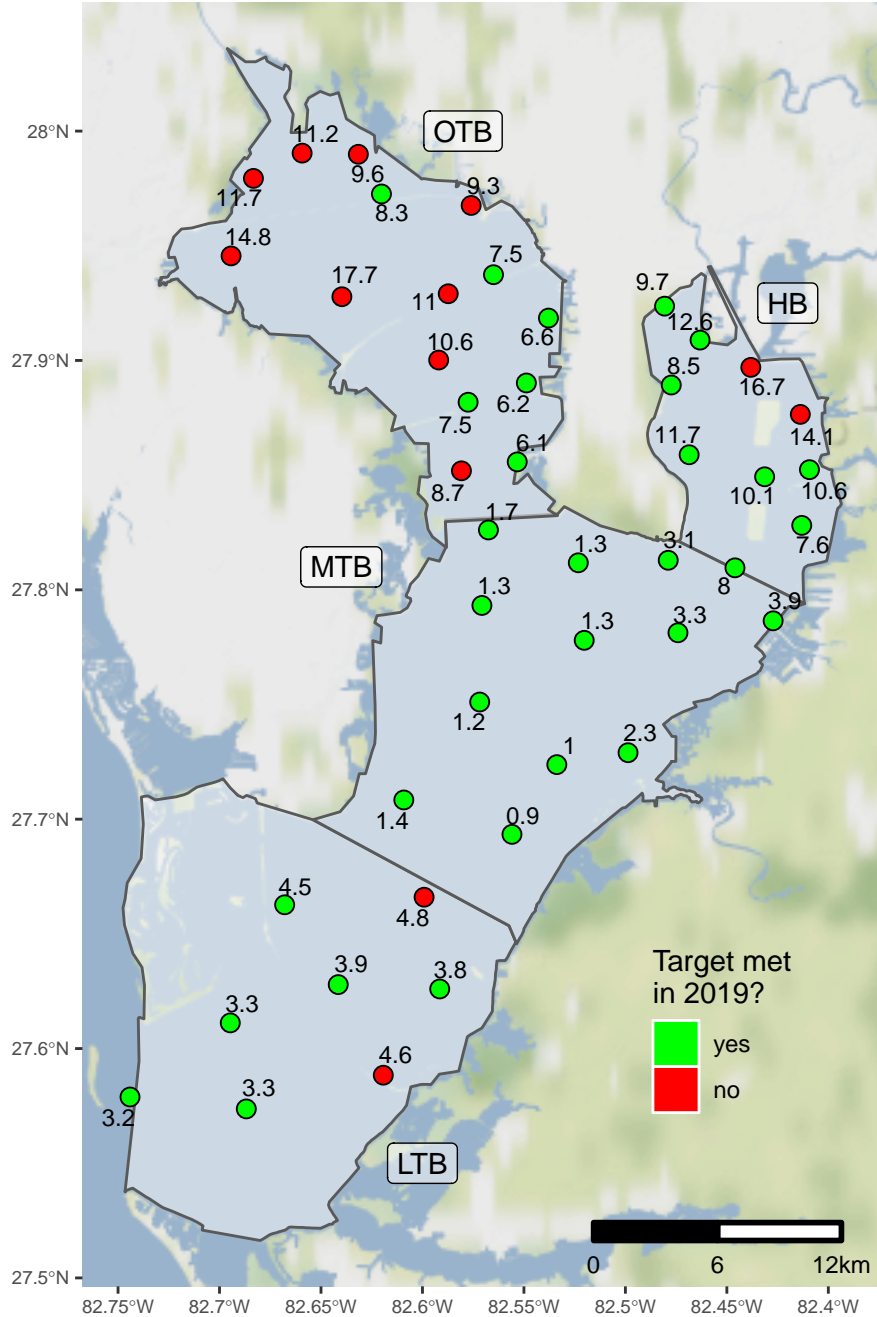 OTB
28°N
11.2
9.6
11.7
8.3
9.3
14.8
7.5
17.7
11
9.7
HB
12.6
6.6
27.9°N
10.6
8.5
16.7
6.2
7.5
11.7
14.1
6.1
8.7
10.1
10.6
1.7
7.6
MTB
1.3
3.1
27.8°N
1.3
8
3.9
1.3
3.3
1.2
1
2.3
27.7°N
1.4
0.9
4.5
4.8
3.9
3.8
Target met
in 2019?
3.3
yes
27.6°N
4.6
no
3.2
3.3
LTB
0 6 12km
27.5°N
82.75°W 82.7°W 82.65°W 82.6°W 82.55°W 82.5°W 82.45°W 82.4°W